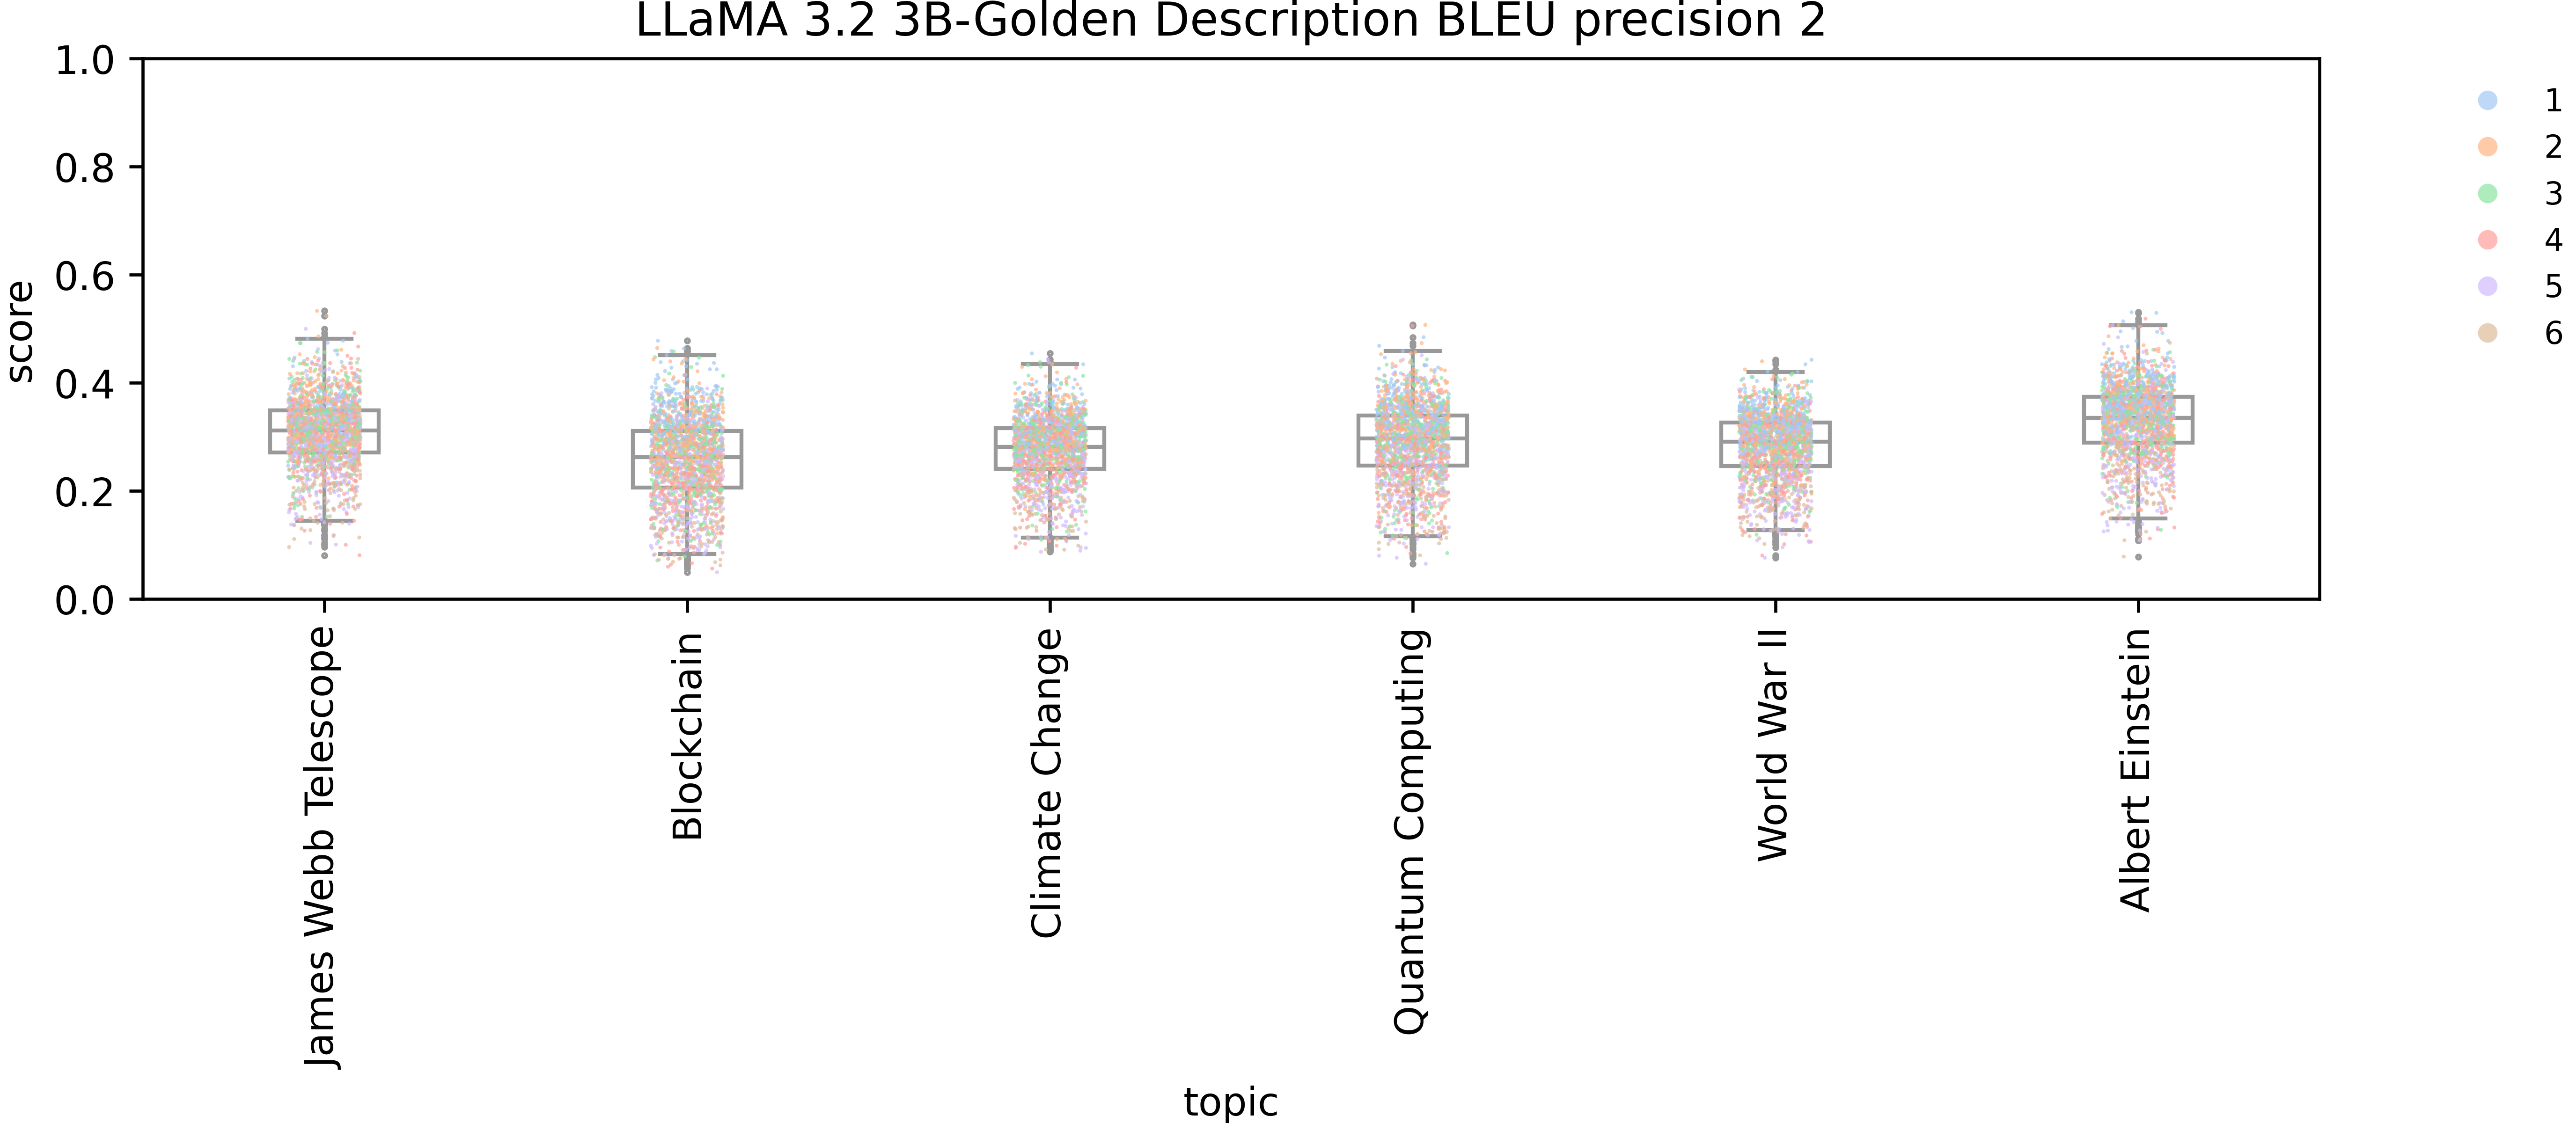 LLaMA 3.2 3B-Golden Description BLEU precision 2
score
1.0
0.8
0.6
0.4
0.2
0.0
James Webb Telescope
Blockchain
Climate Change
Quantum Computing
World War II
Albert Einstein
topic
1
2
3
4
5
6